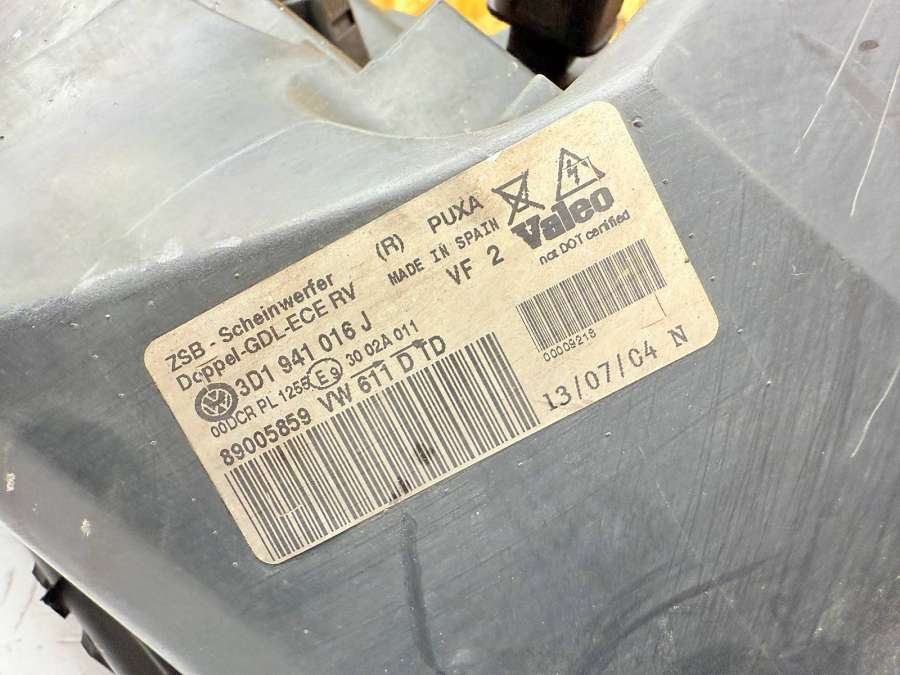 ZSB - Scheinwerfer (R) PUXA
Doppel-GDL-ECE RV MADE IN SPAIN Valeo
3D1 941 016 J VF 2 not DOT certified
00DCR PL 1255 E9 30 02A 011
89005859 VW 611 D TD
00009218
13/07/04 N